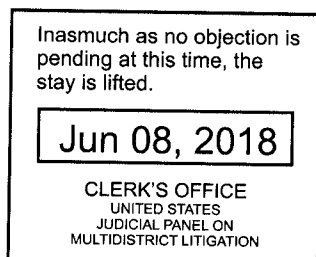 Inasmuch as no objection is
pending at this time, the
stay is lifted.
Jun 08, 2018
CLERK'S OFFICE
UNITED STATES
JUDICIAL PANEL ON
MULTIDISTRICT LITIGATION